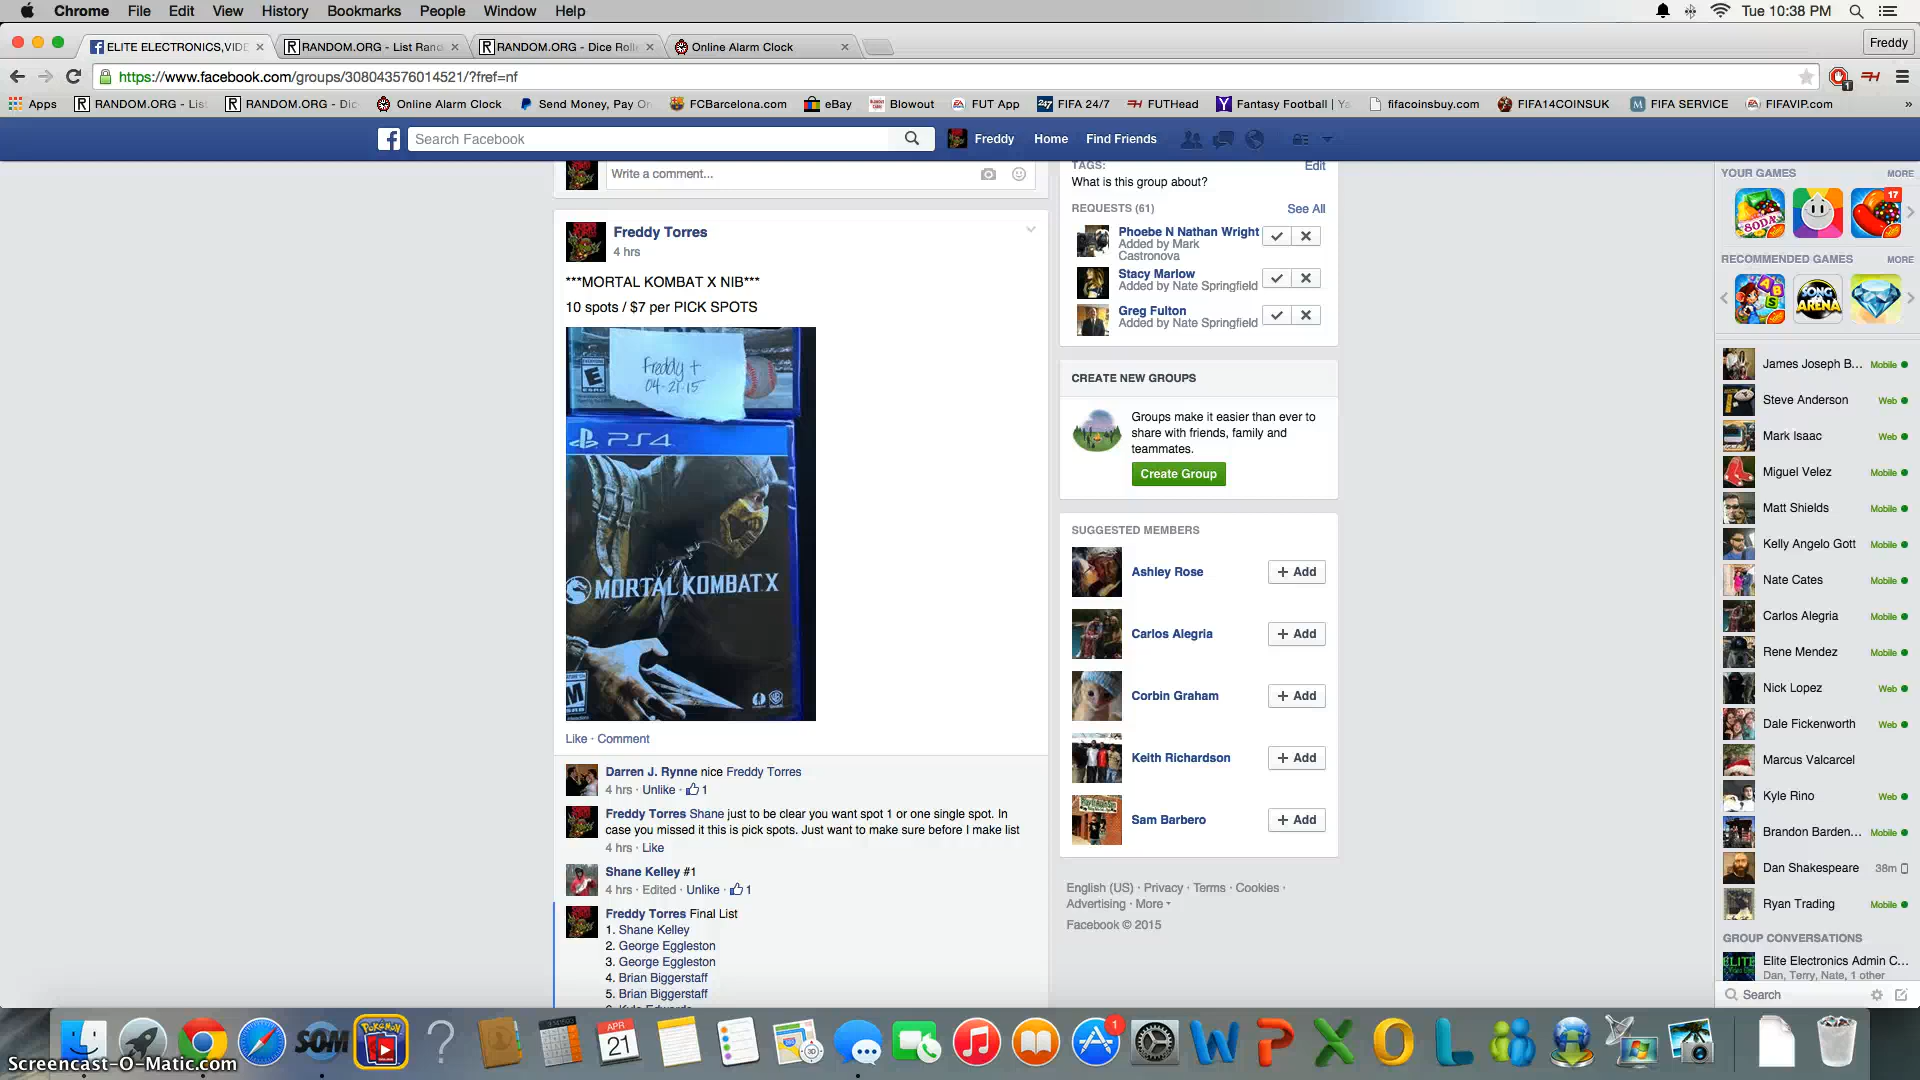 Chrome File Edit View History Bookmarks People Window Help Tue 10:38 PM
ELITE ELECTRONICS,VIDE RANDOM.ORG - List Ran RANDOM.ORG - Dice Roll Online Alarm Clock Freddy
https://www.facebook.com/groups/308043576014521/?fref=nf
Apps RANDOM.ORG - Lis RANDOM.ORG - Dic Online Alarm Clock Send Money, Pay On FCBarcelona.com eBay Blowout FUT App FIFA 24/7 FUTHead Fantasy Football | Ya fifacoinsbuy.com FIFA14COINSUK FIFA SERVICE FIFAVIP.com »
Search Facebook Freddy Home Find Friends
Write a comment...
Freddy Torres
4 hrs
***MORTAL KOMBAT X NIB***
10 spots / $7 per PICK SPOTS
Freddy t
04-21-15
E
PS4
MORTAL KOMBAT X
M
Like · Comment
Darren J. Rynne nice Freddy Torres
4 hrs · Unlike · 1
Freddy Torres Shane just to be clear you want spot 1 or one single spot. In
case you missed it this is pick spots. Just want to make sure before I make list
4 hrs · Like
Shane Kelley #1
4 hrs · Edited · Unlike · 1
Freddy Torres Final List
1. Shane Kelley
2. George Eggleston
3. George Eggleston
4. Brian Biggerstaff
5. Brian Biggerstaff
TAGS: Edit
What is this group about?
REQUESTS (61) See All
Phoebe N Nathan Wright
Added by Mark
Castronova
Stacy Marlow
Added by Nate Springfield
Greg Fulton
Added by Nate Springfield
CREATE NEW GROUPS
Groups make it easier than ever to
share with friends, family and
teammates.
Create Group
SUGGESTED MEMBERS
Ashley Rose + Add
Carlos Alegria + Add
Corbin Graham + Add
Keith Richardson + Add
Sam Barbero + Add
English (US) · Privacy · Terms · Cookies ·
Advertising · More
Facebook © 2015
YOUR GAMES MORE
SODA 17
RECOMMENDED GAMES MORE
SONG ARENA
James Joseph B... Mobile
Steve Anderson Web
Mark Isaac Web
Miguel Velez Mobile
Matt Shields Mobile
Kelly Angelo Gott Mobile
Nate Cates Mobile
Carlos Alegria Mobile
Rene Mendez Mobile
Nick Lopez Web
Dale Fickenworth Web
Marcus Valcarcel
Kyle Rino Web
Brandon Barden... Mobile
Dan Shakespeare 38m
Ryan Trading Mobile
GROUP CONVERSATIONS
Elite Electronics Admin C...
Dan, Terry, Nate, 1 other
Search
SOM POKEMON APR 21 3D 1 W P X O L
Screencast-O-Matic.com